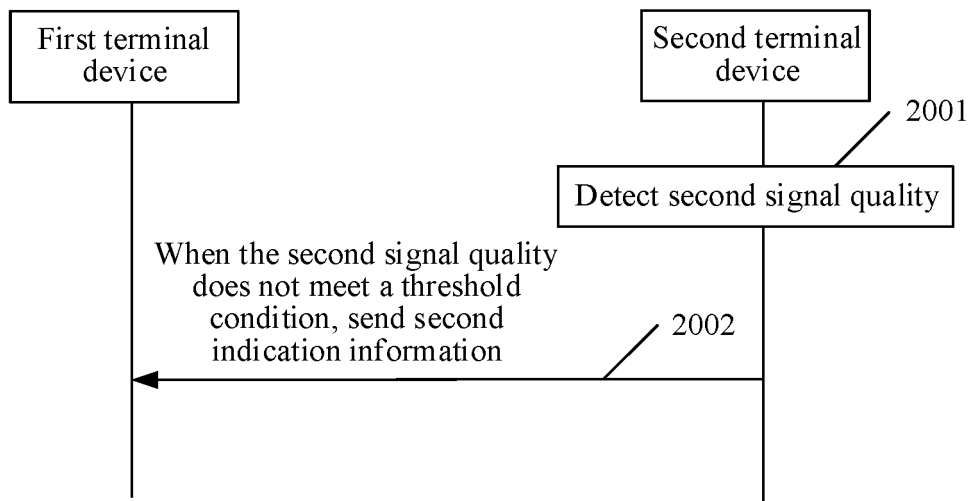 First terminal
device
Second terminal
device
2001
Detect second signal quality
When the second signal quality
does not meet a threshold
condition, send second
indication information
2002